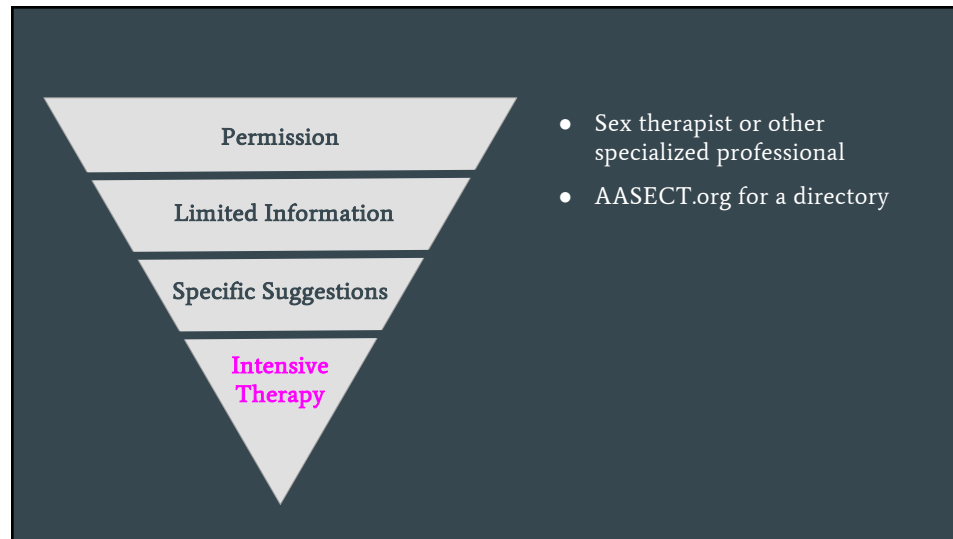 Permission
Limited Information
Specific Suggestions
Intensive
Therapy
● Sex therapist or other
specialized professional
● AASECT.org for a directory